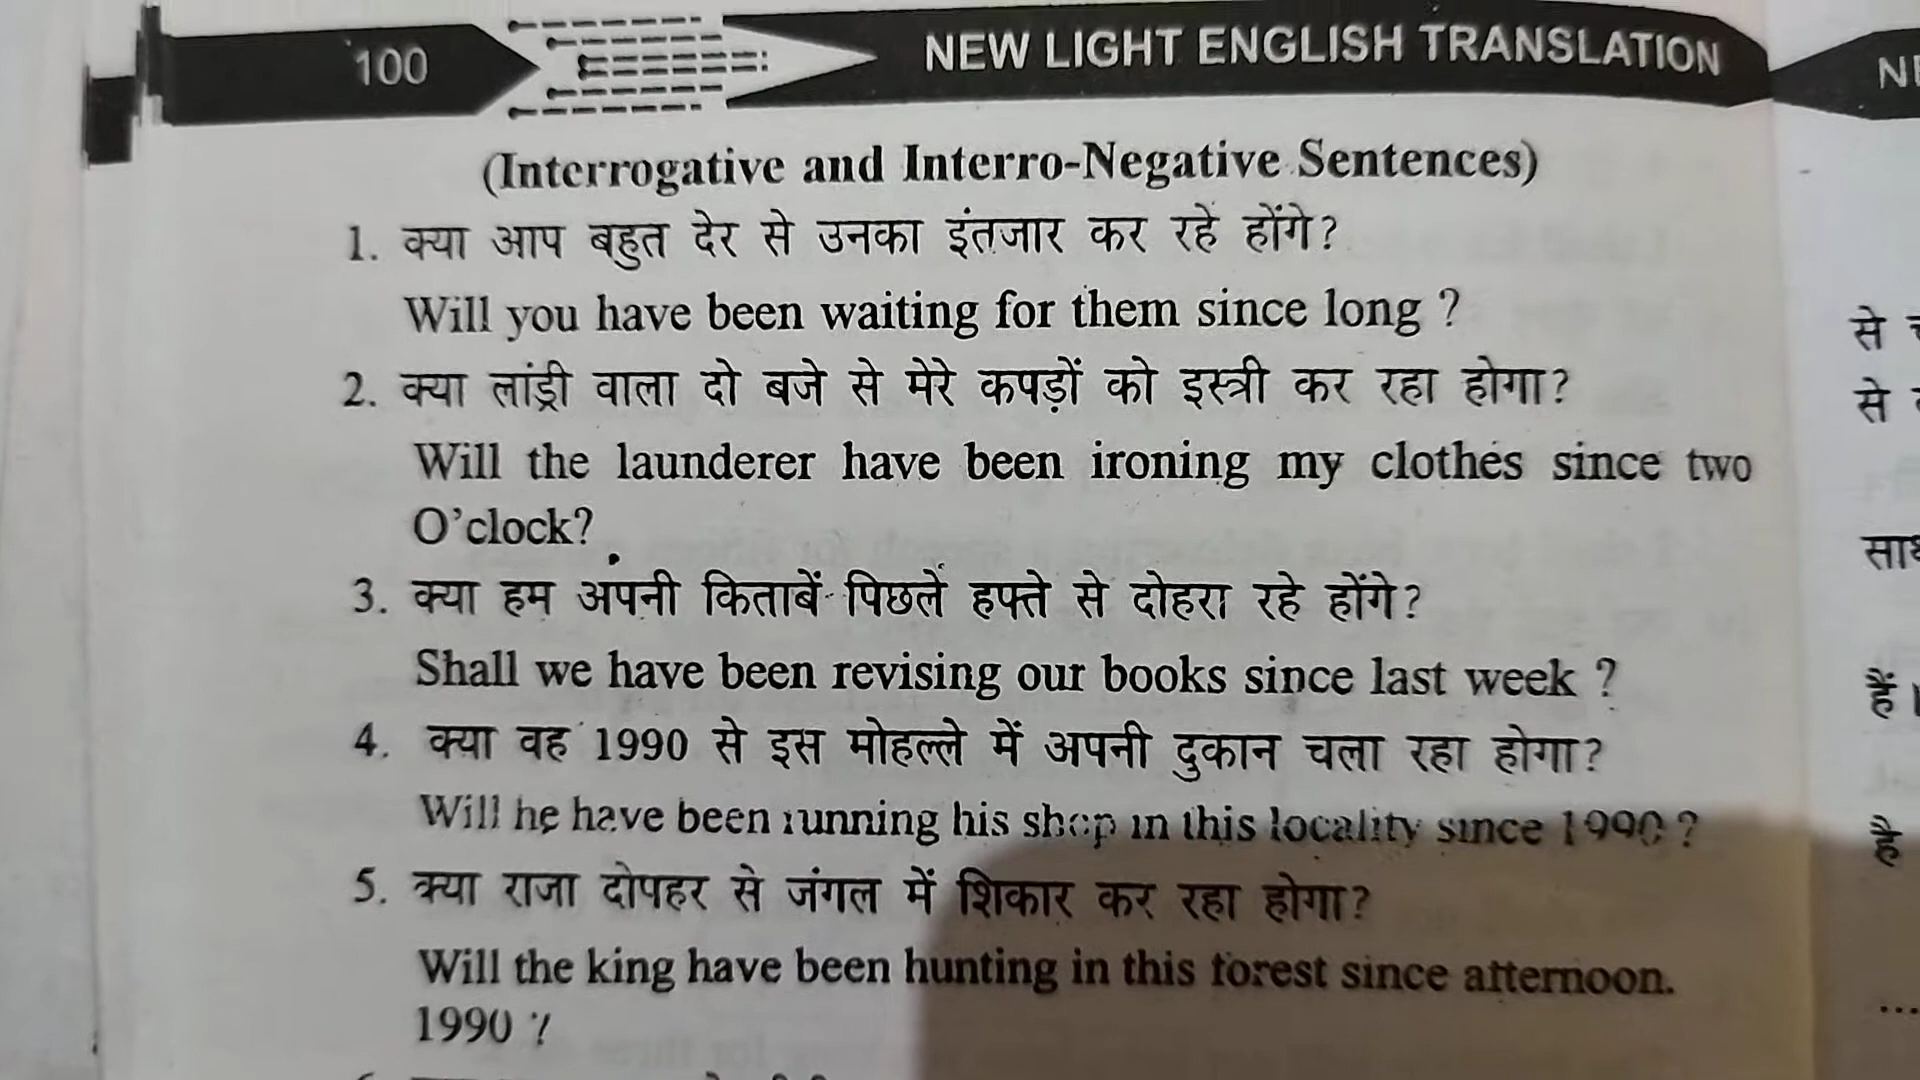 100
NEW LIGHT ENGLISH TRANSLATION
(Interrogative and Interro-Negative Sentences)
1. क्या आप बहुत देर से उनका इंतजार कर रहे होंगे?
Will you have been waiting for them since long ?
2. क्या लांड्री वाला दो बजे से मेरे कपड़ों को इस्त्री कर रहा होगा?
Will the launderer have been ironing my clothes since two
O'clock?
3. क्या हम अपनी किताबें पिछले हफ्ते से दोहरा रहे होंगे?
Shall we have been revising our books since last week ?
4. क्या वह 1990 से इस मोहल्ले में अपनी दुकान चला रहा होगा?
Will he have been running his shop in this locality since 1990 ?
5. क्या राजा दोपहर से जंगल में शिकार कर रहा होगा?
Will the king have been hunting in this forest since afternoon.
1990 ?
से
से
हैं।
है
....